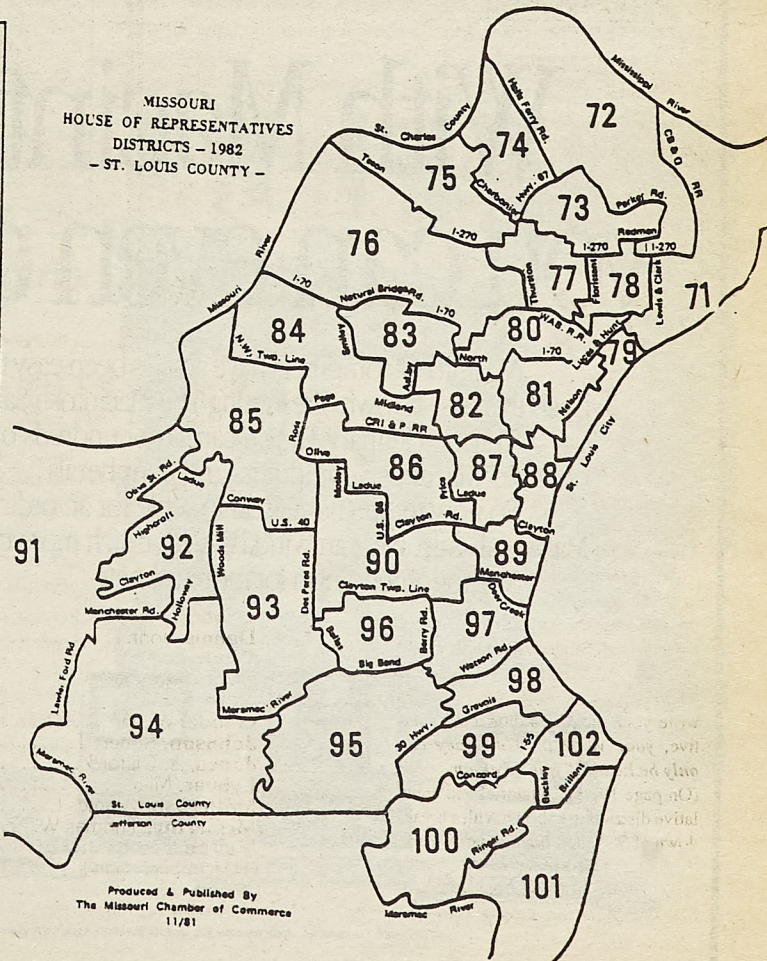 MISSOURI
HOUSE OF REPRESENTATIVES
DISTRICTS – 1982
– ST. LOUIS COUNTY –
Mississippi River
72
Halls Ferry Rd.
CB & Q RR
St. Charles County
74
Hwy. 67
Charbonier
Teson
75
73
Parker Rd.
Redman
I-270
I-270
I-270
76
77
Thurston
Florissant
78
Lewis & Clark
71
Missouri River
I-70
Natural Bridge Rd.
I-70
84
Smiley
83
80
WAB. R.R.
Lucas & Hunt
79
N.W. Twp. Line
Ashby
North
I-70
Page
Midland
82
81
Nelson
85
CRI & P RR
Ross
Olive
86
87
88
St. Louis City
Olive St. Rd.
Ladue
Mosley
Ladue
Price
Ladue
Conway
U.S. 66
Clayton Rd.
Clayton
U.S. 40
Highcroft
91
92
Woods Mill
90
89
Manchester
Clayton
Des Peres Rd.
Clayton Twp. Line
Deer Creek
Manchester Rd.
Holloway
93
Ballas
96
Berry Rd.
97
Big Bend
Watson Rd.
Lewis Ford Rd.
98
Meramec River
Gravois
94
95
30 Hwy.
99
I-55
102
Meramec River
Concord
Buckley
Brillant
St. Louis County
Jefferson County
100
Ringer Rd.
101
Meramec River
Produced & Published By
The Missouri Chamber of Commerce
11/81